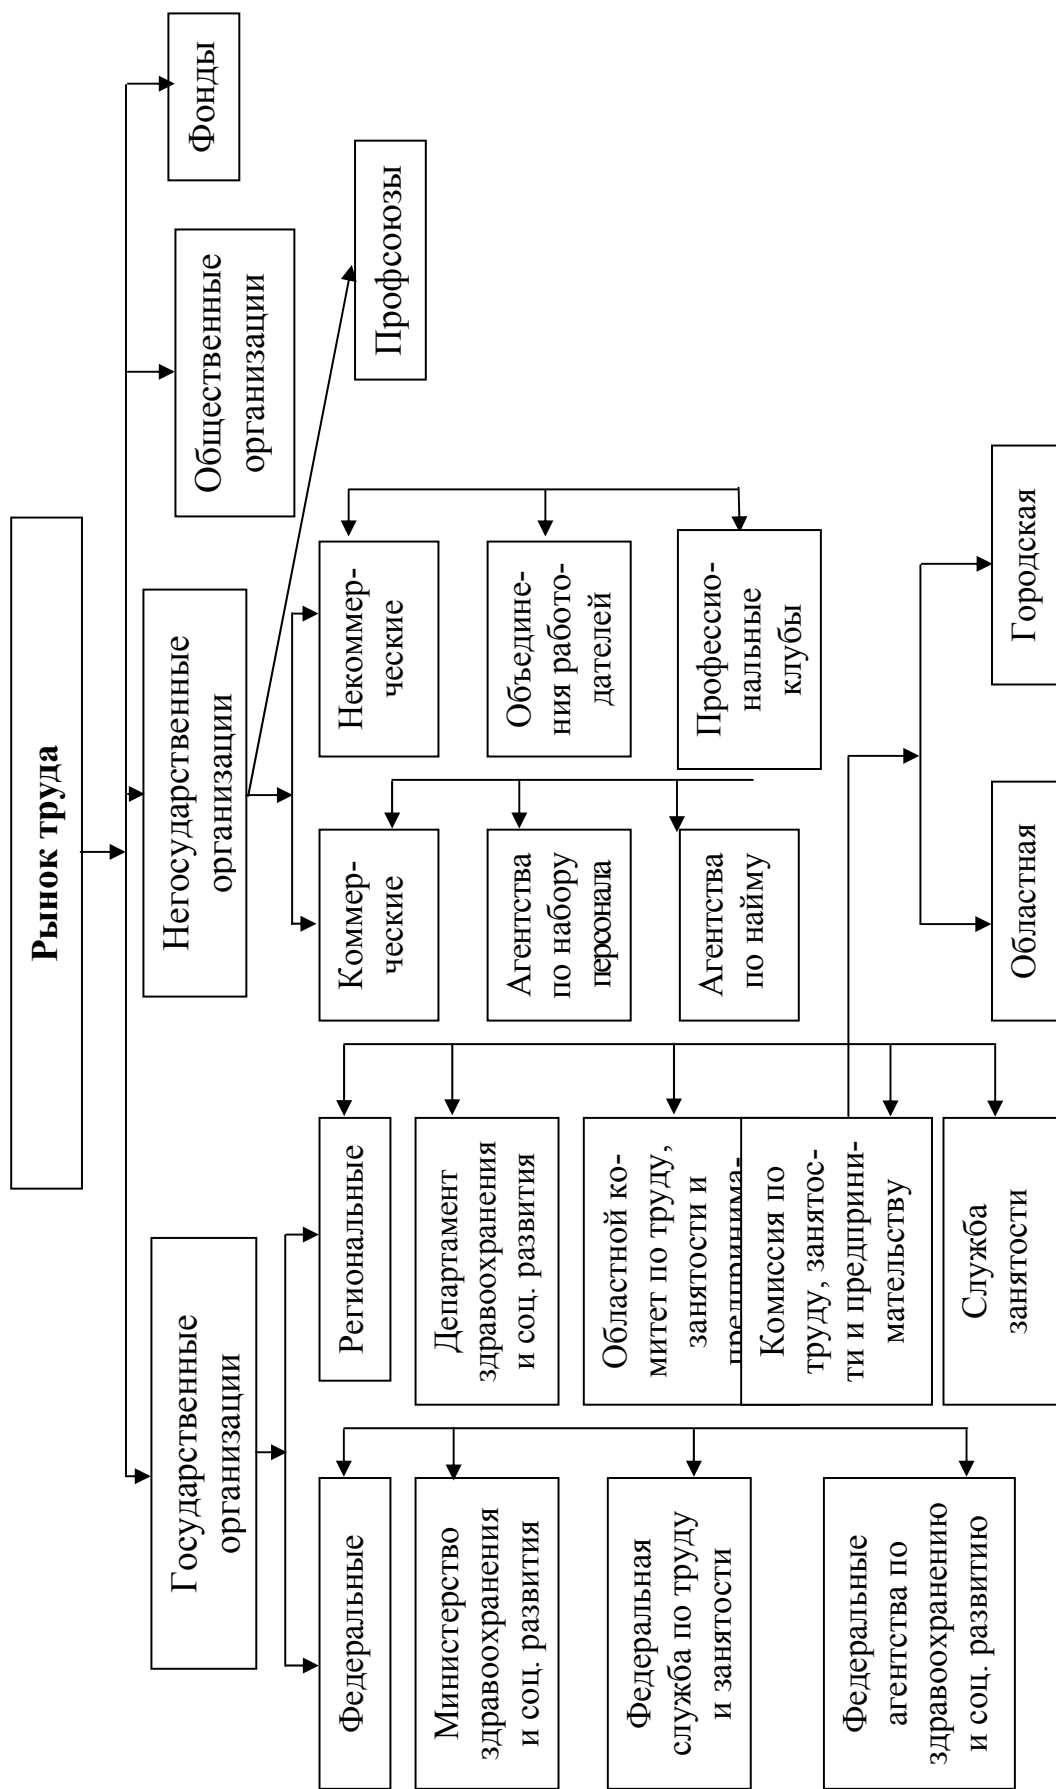 Рынок труда
Государственные
организации
Негосударственные
организации
Общественные
организации
Фонды
Федеральные
Региональные
Коммер-
ческие
Некоммер-
ческие
Профсоюзы
Министерство
здравоохранения
и соц. развития
Департамент
здравоохранения
и соц. развития
Агентства
по набору
персонала
Объедине-
ния работо-
дателей
Федеральная
служба по труду
и занятости
Областной ко-
митет по труду,
занятости и
предпринима-
Агентства
по найму
Профессио-
нальные
клубы
Комиссия по
труду, занятос-
ти и предприни-
мательству
Федеральные
агентства по
здравоохранению
и соц. развитию
Служба
занятости
Областная
Городская